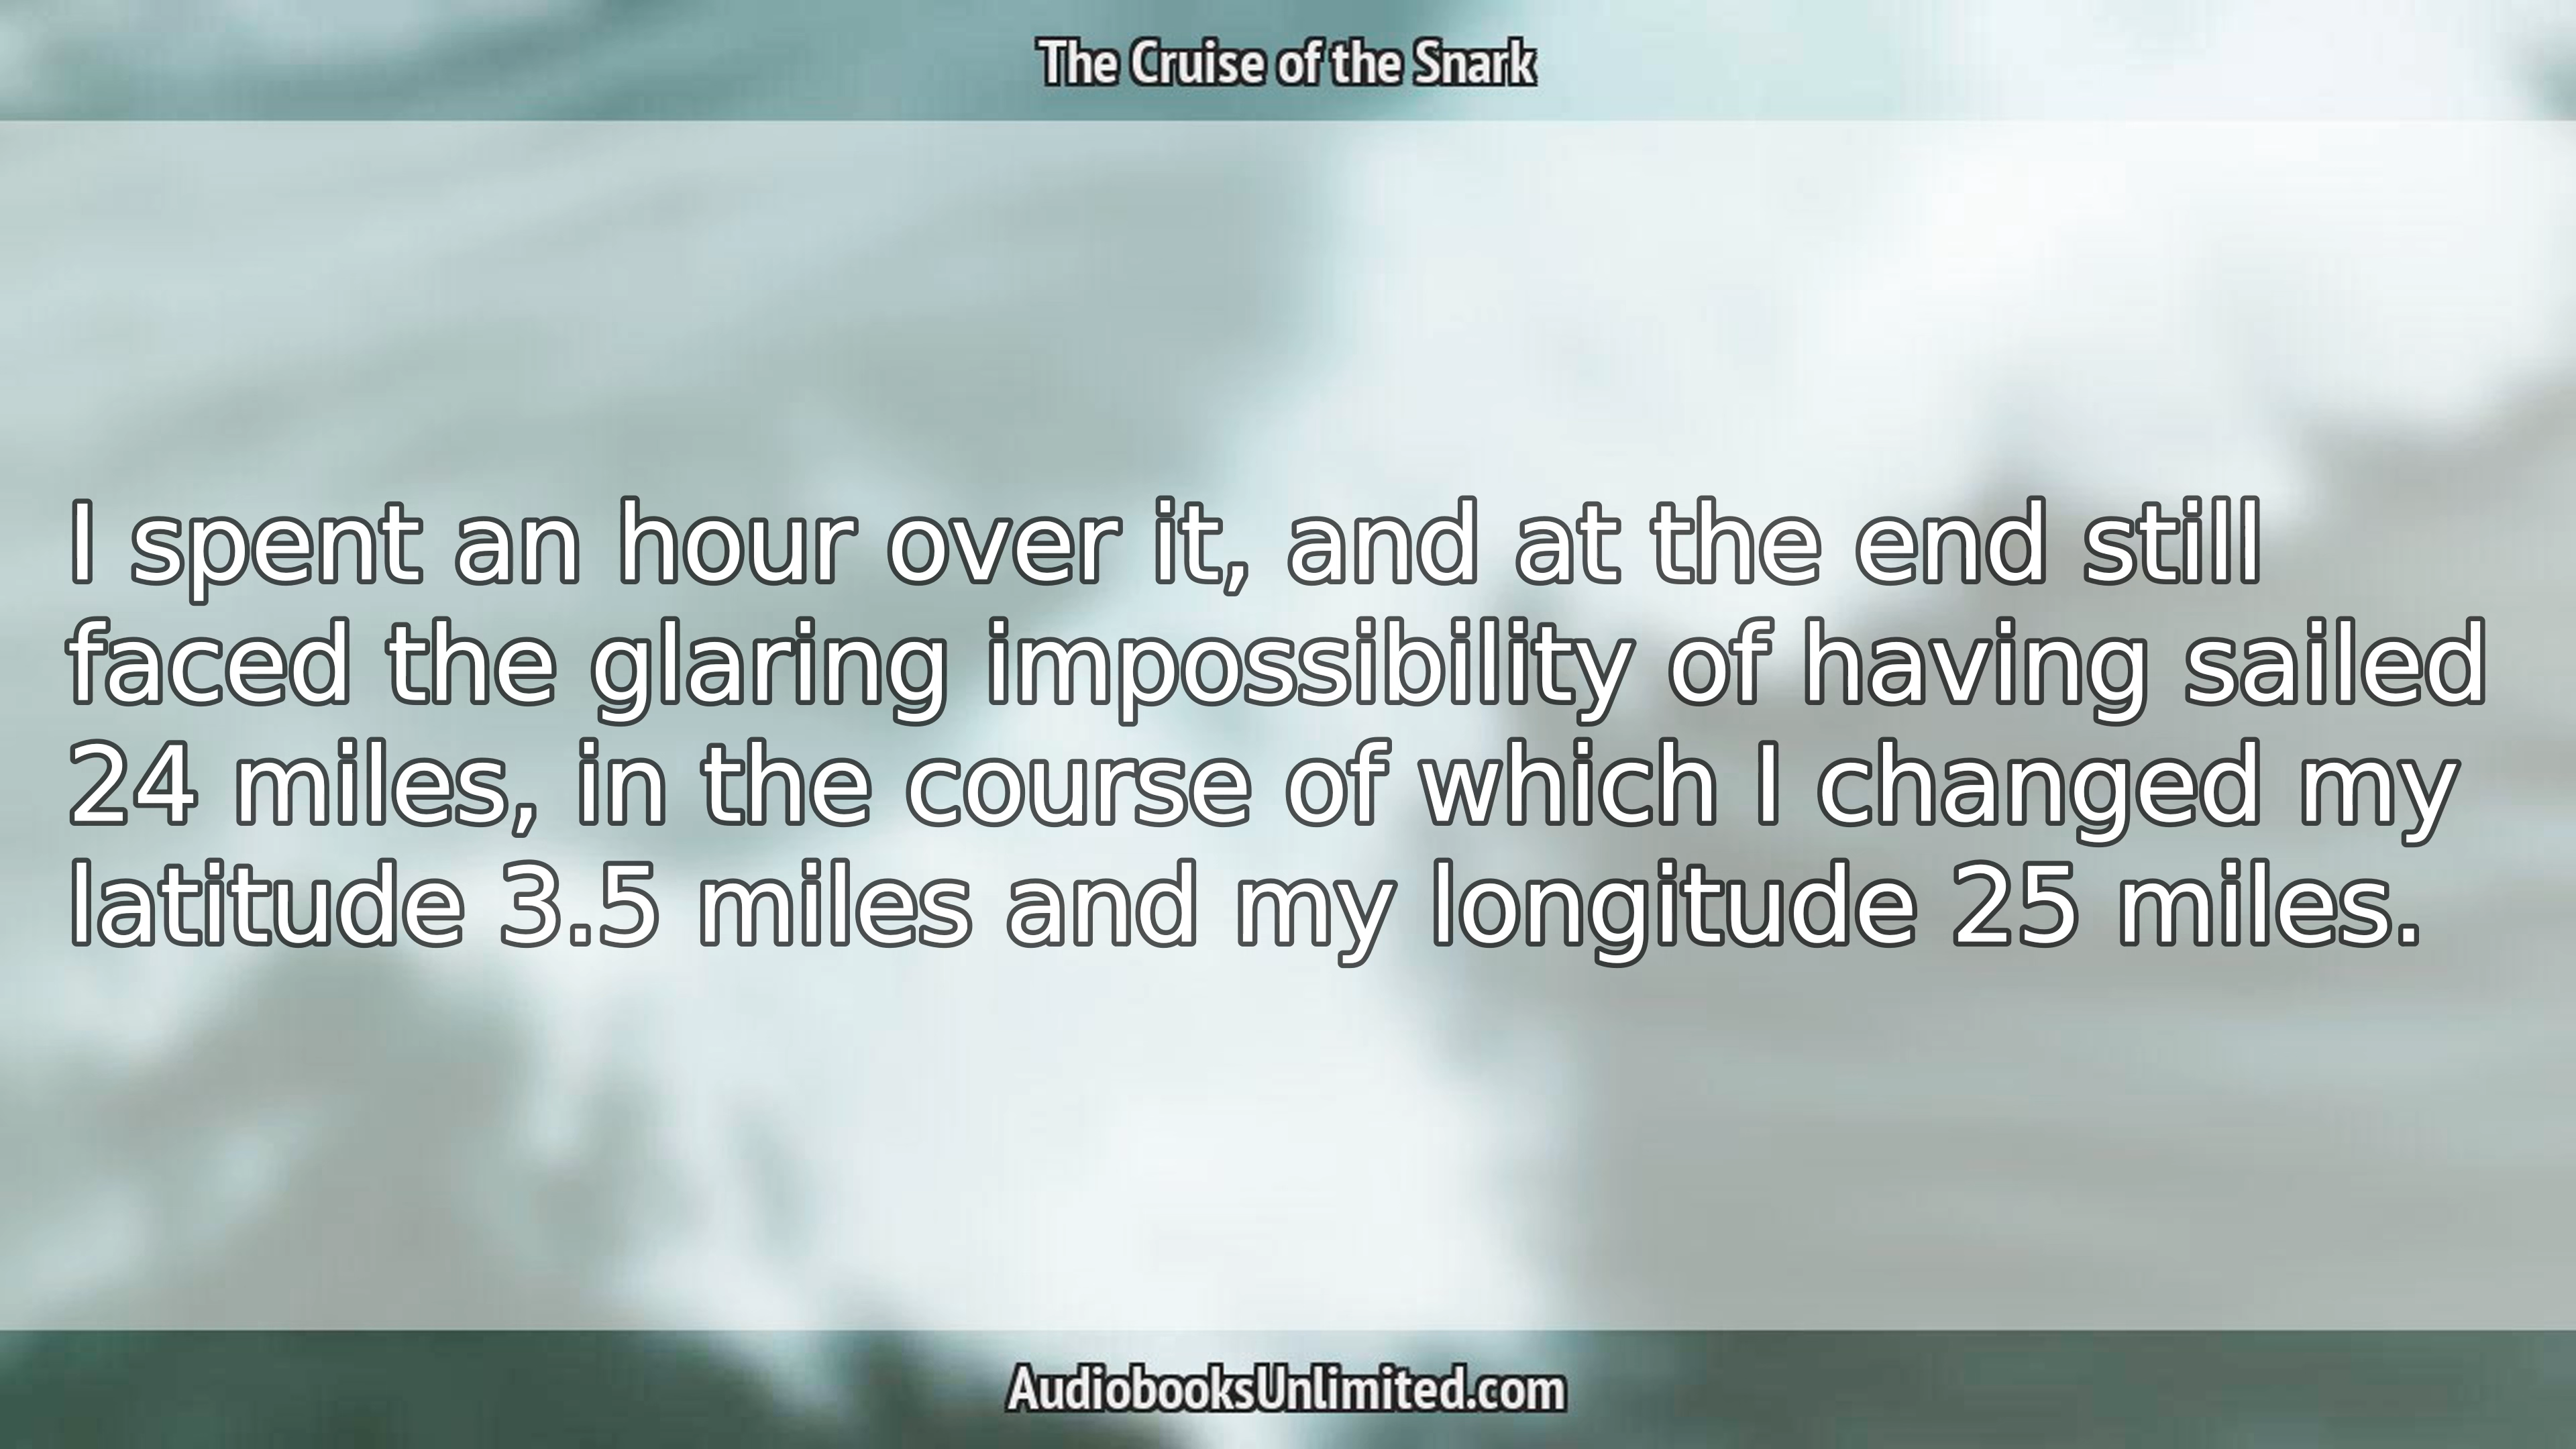 The Cruise of the Snark
I spent an hour over it, and at the end still
faced the glaring impossibility of having sailed
24 miles, in the course of which I changed my
latitude 3.5 miles and my longitude 25 miles.
AudiobooksUnlimited.com